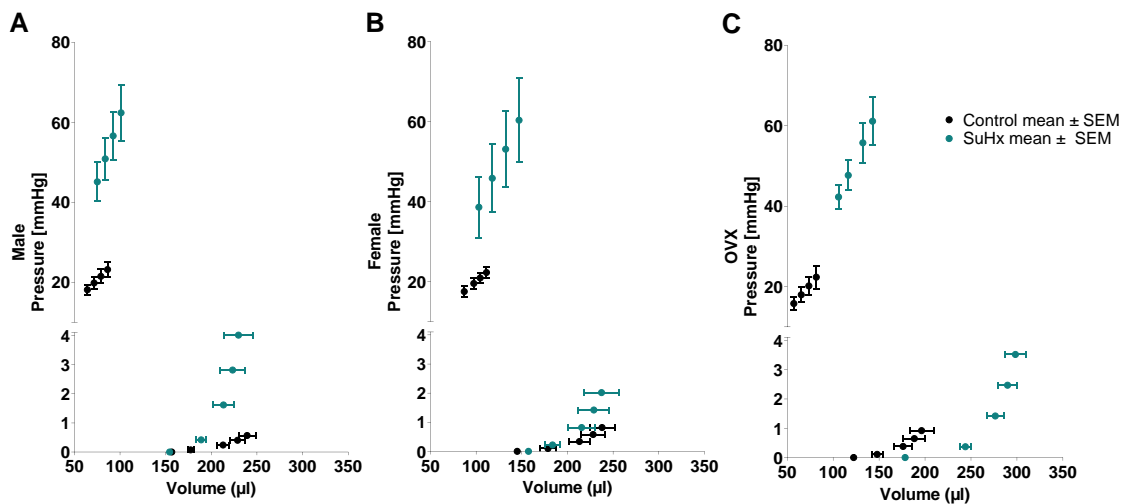 A
B
C
80
60
40
20
4
3
2
1
0
Male
Pressure [mmHg]
50 100 150 200 250 300 350
Volume (µl)
80
60
40
20
4
3
2
1
0
Female
Pressure [mmHg]
50 100 150 200 250 300 350
Volume (µl)
80
60
40
20
4
3
2
1
0
OVX
Pressure [mmHg]
50 100 150 200 250 300 350
Volume (µl)
Control mean ± SEM
SuHx mean ± SEM